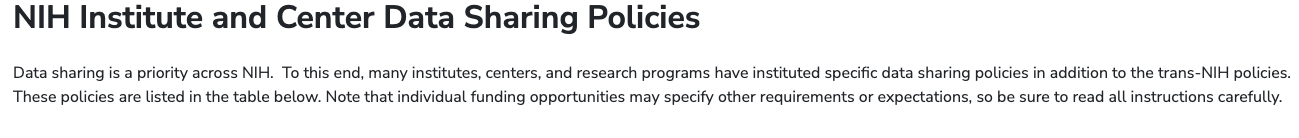 NIH Institute and Center Data Sharing Policies
Data sharing is a priority across NIH.  To this end, many institutes, centers, and research programs have instituted specific data sharing policies in addition to the trans-NIH policies.
These policies are listed in the table below. Note that individual funding opportunities may specify other requirements or expectations, so be sure to read all instructions carefully.